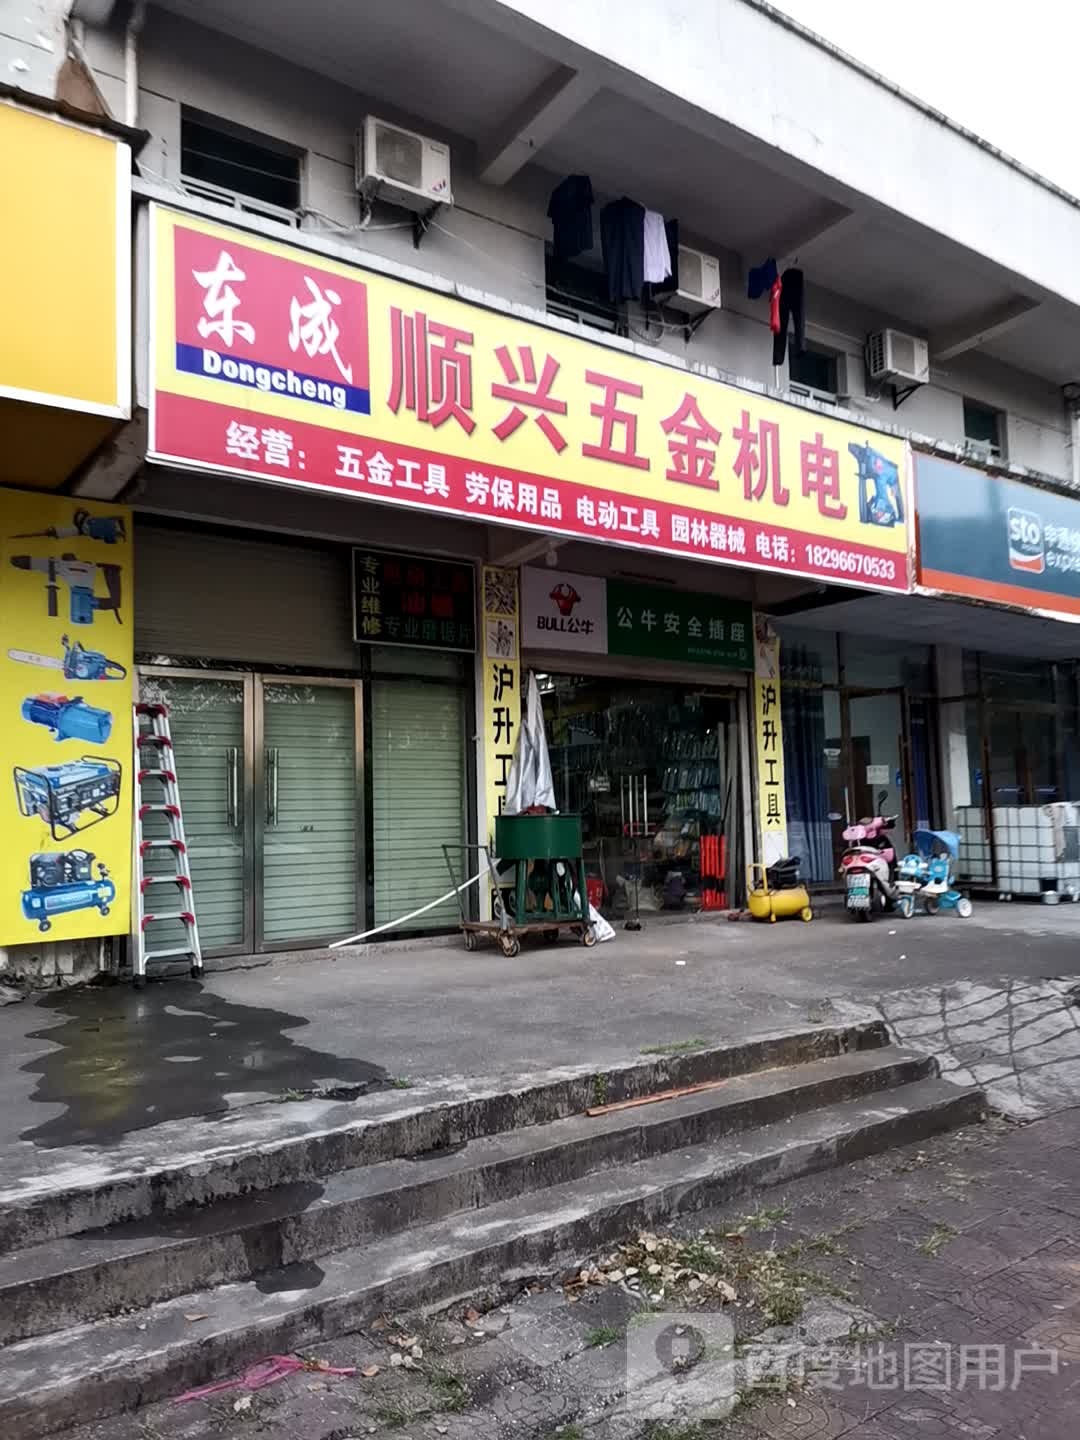 东成
Dongcheng
顺兴五金机电
经营： 五金工具 劳保用品 电动工具 园林器械 电话：18296670533
sto
专业维修
专业磨锯片
BULL公牛
公牛安全插座
沪升工具
沪升工具
百度地图用户